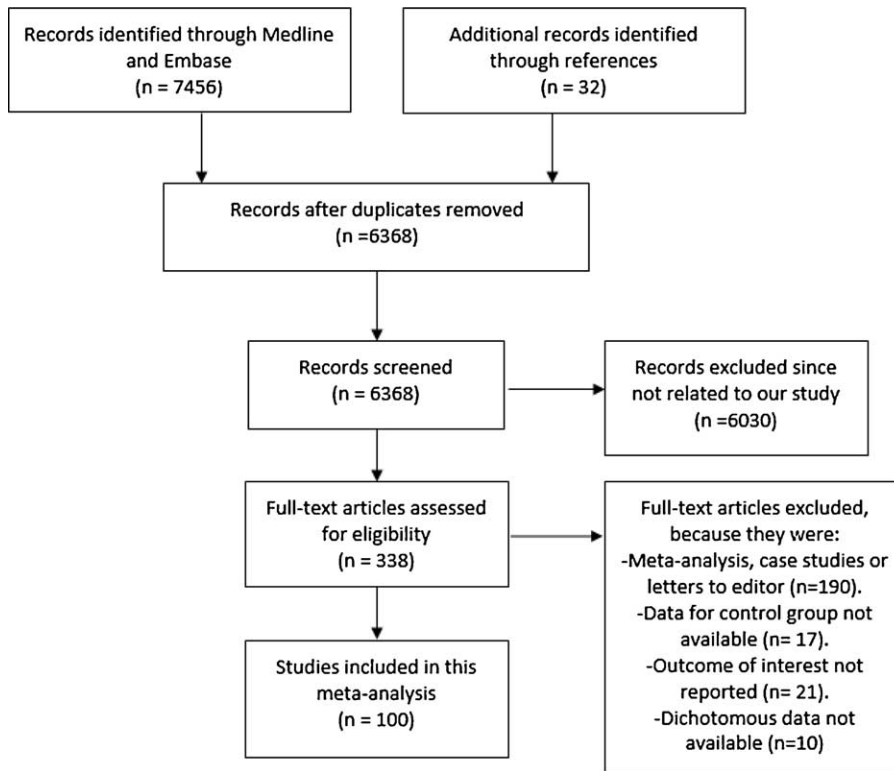 Records identified through Medline
and Embase
(n = 7456)
Additional records identified
through references
(n = 32)
Records after duplicates removed
(n =6368)
Records screened
(n = 6368)
Records excluded since
not related to our study
(n =6030)
Full-text articles assessed
for eligibility
(n = 338)
Full-text articles excluded,
because they were:
-Meta-analysis, case studies or
letters to editor (n=190).
-Data for control group not
available (n= 17).
-Outcome of interest not
reported (n= 21).
-Dichotomous data not
available (n=10)
Studies included in this
meta-analysis
(n = 100)